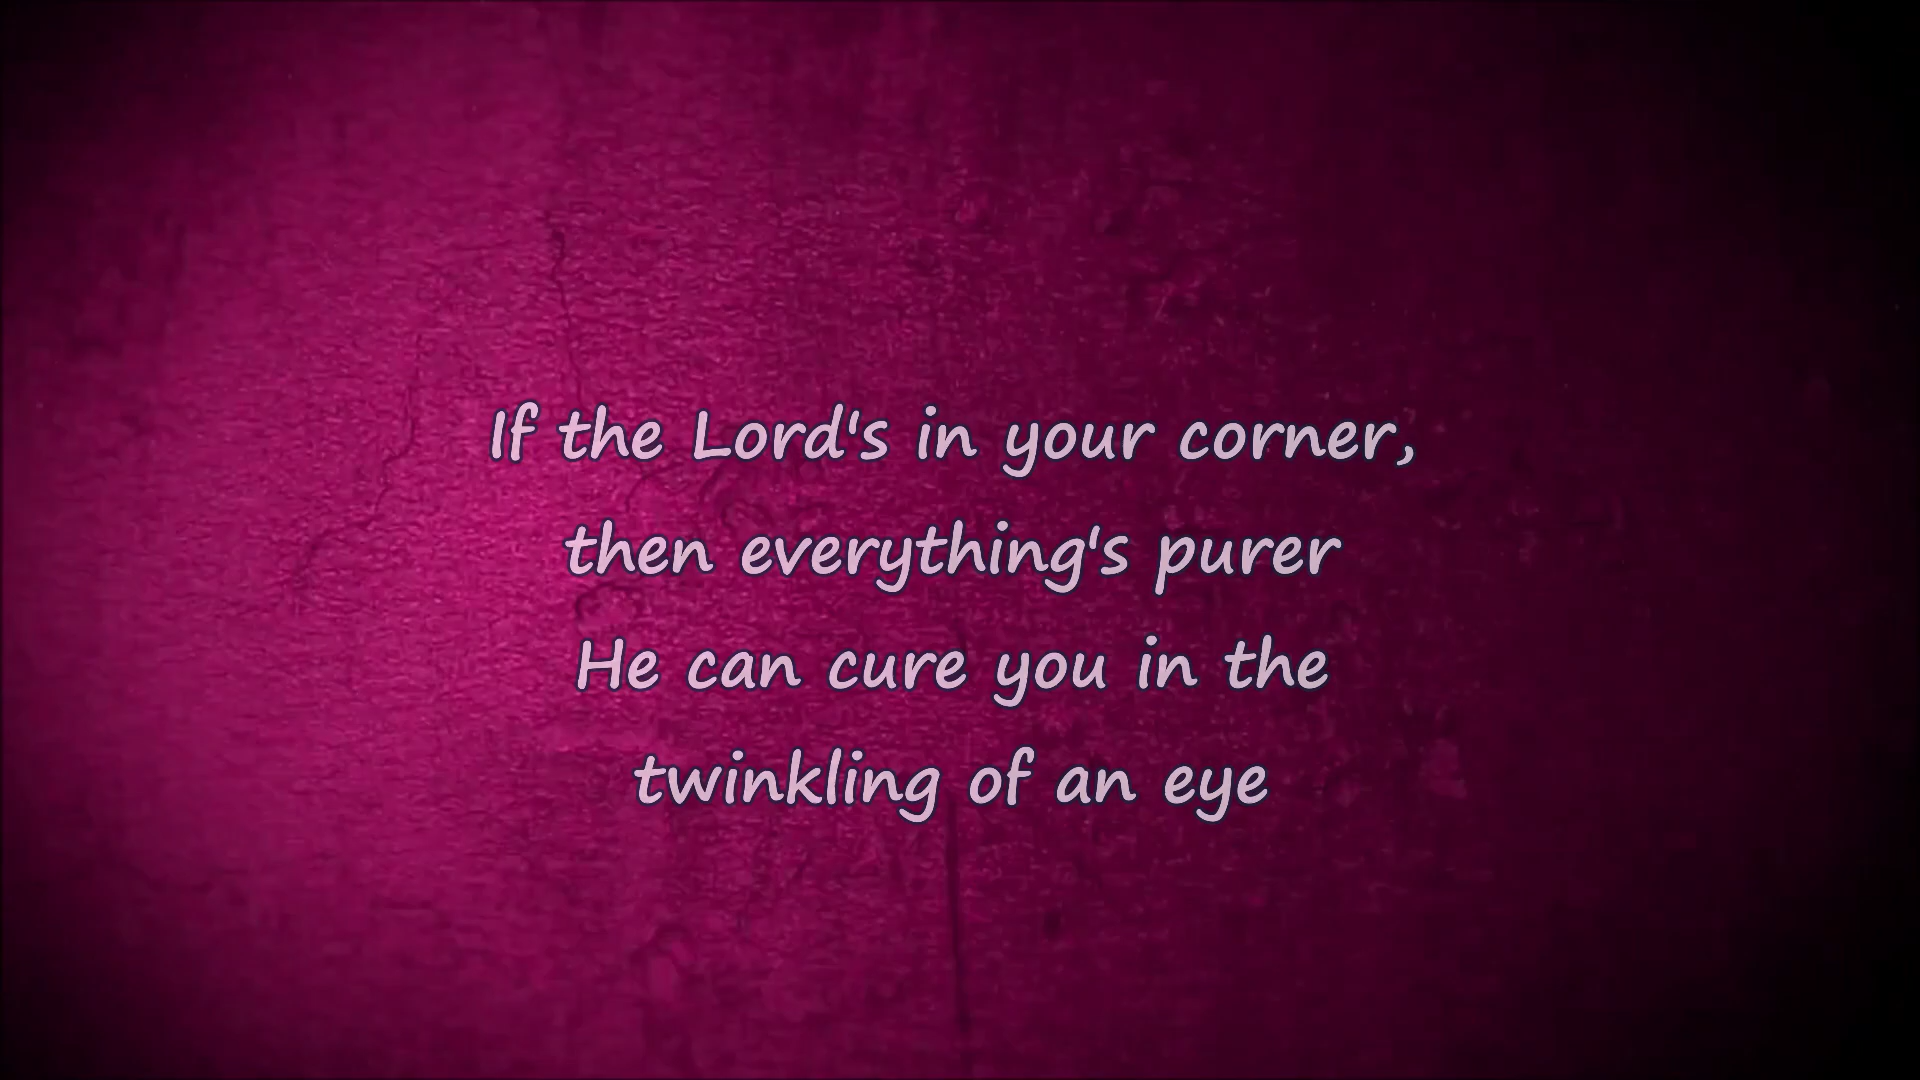 If the Lord's in your corner,
then everything's purer
He can cure you in the
twinkling of an eye